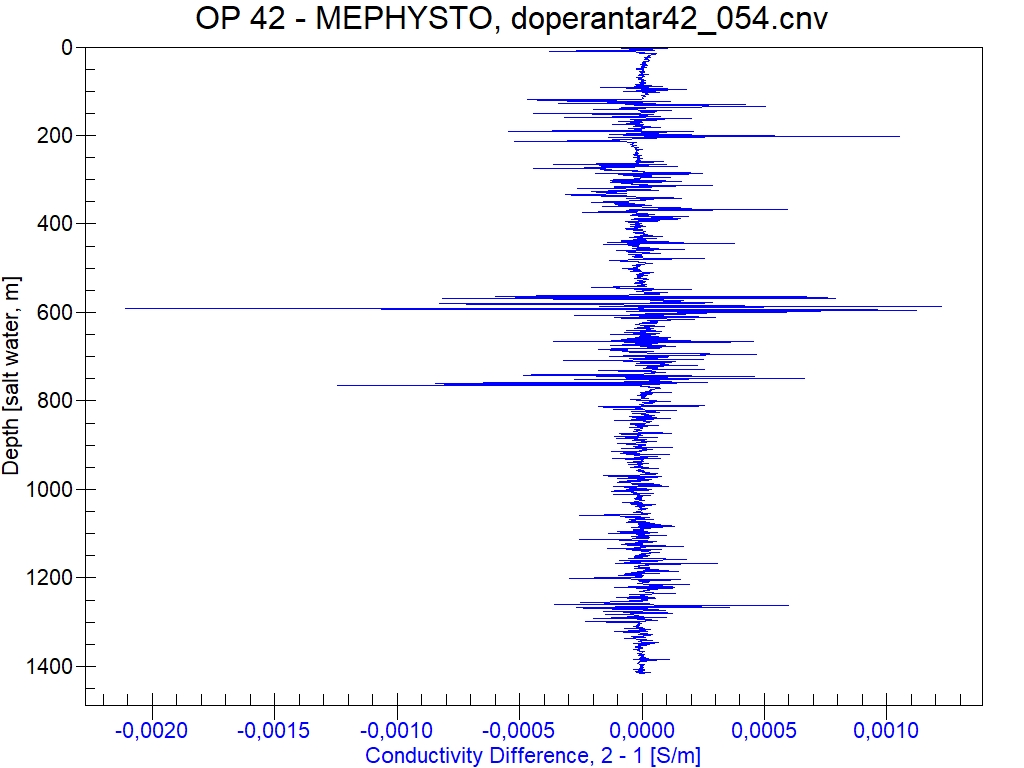 OP 42 - MEPHYSTO, doperantar42_054.cnv
0
200
400
600
800
1000
1200
1400
Depth [salt water, m]
-0,0020 -0,0015 -0,0010 -0,0005 0,0000 0,0005 0,0010
Conductivity Difference, 2 - 1 [S/m]